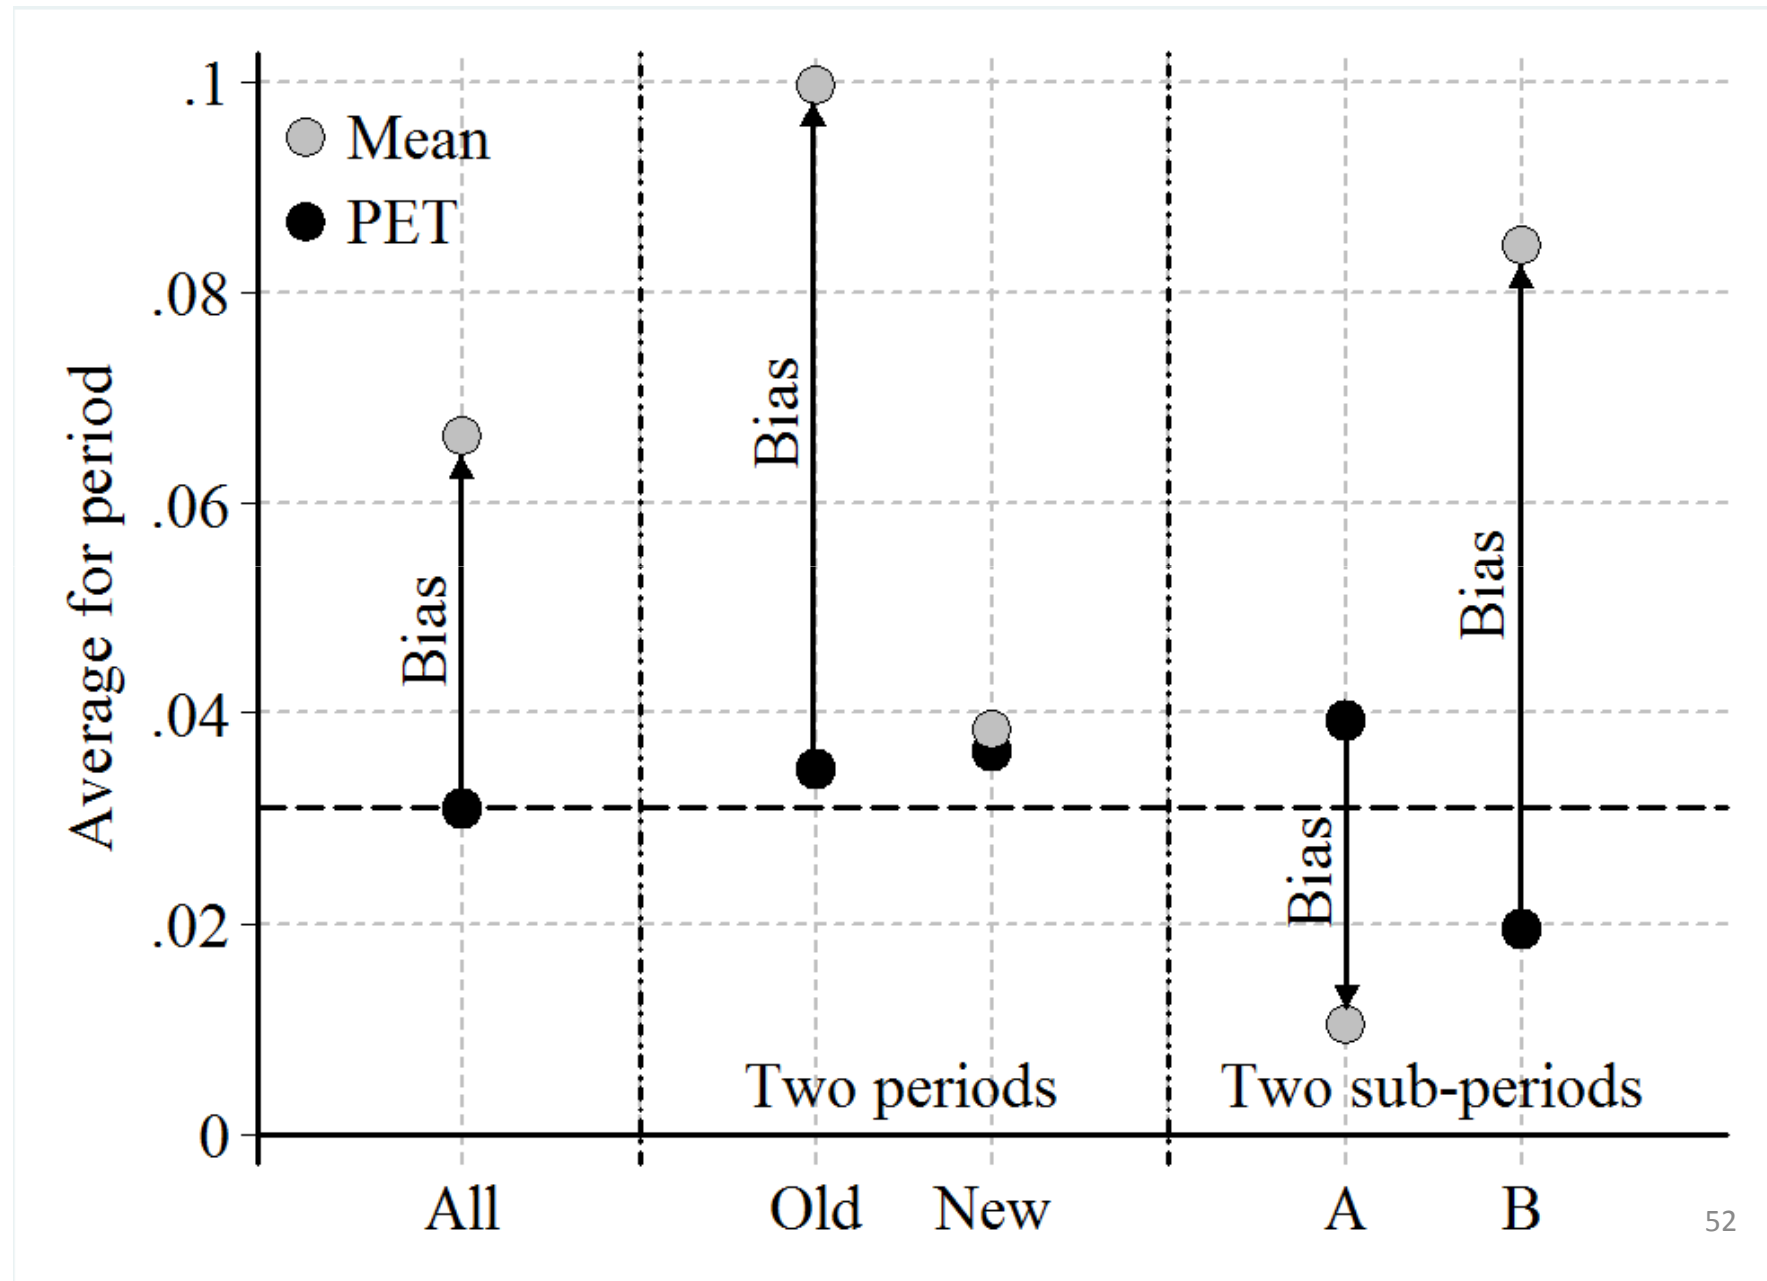 .1
.08
.06
.04
.02
0
Average for period
Mean
PET
Bias
Bias
Bias
Bias
Two periods
Two sub-periods
All
Old
New
A
B
52